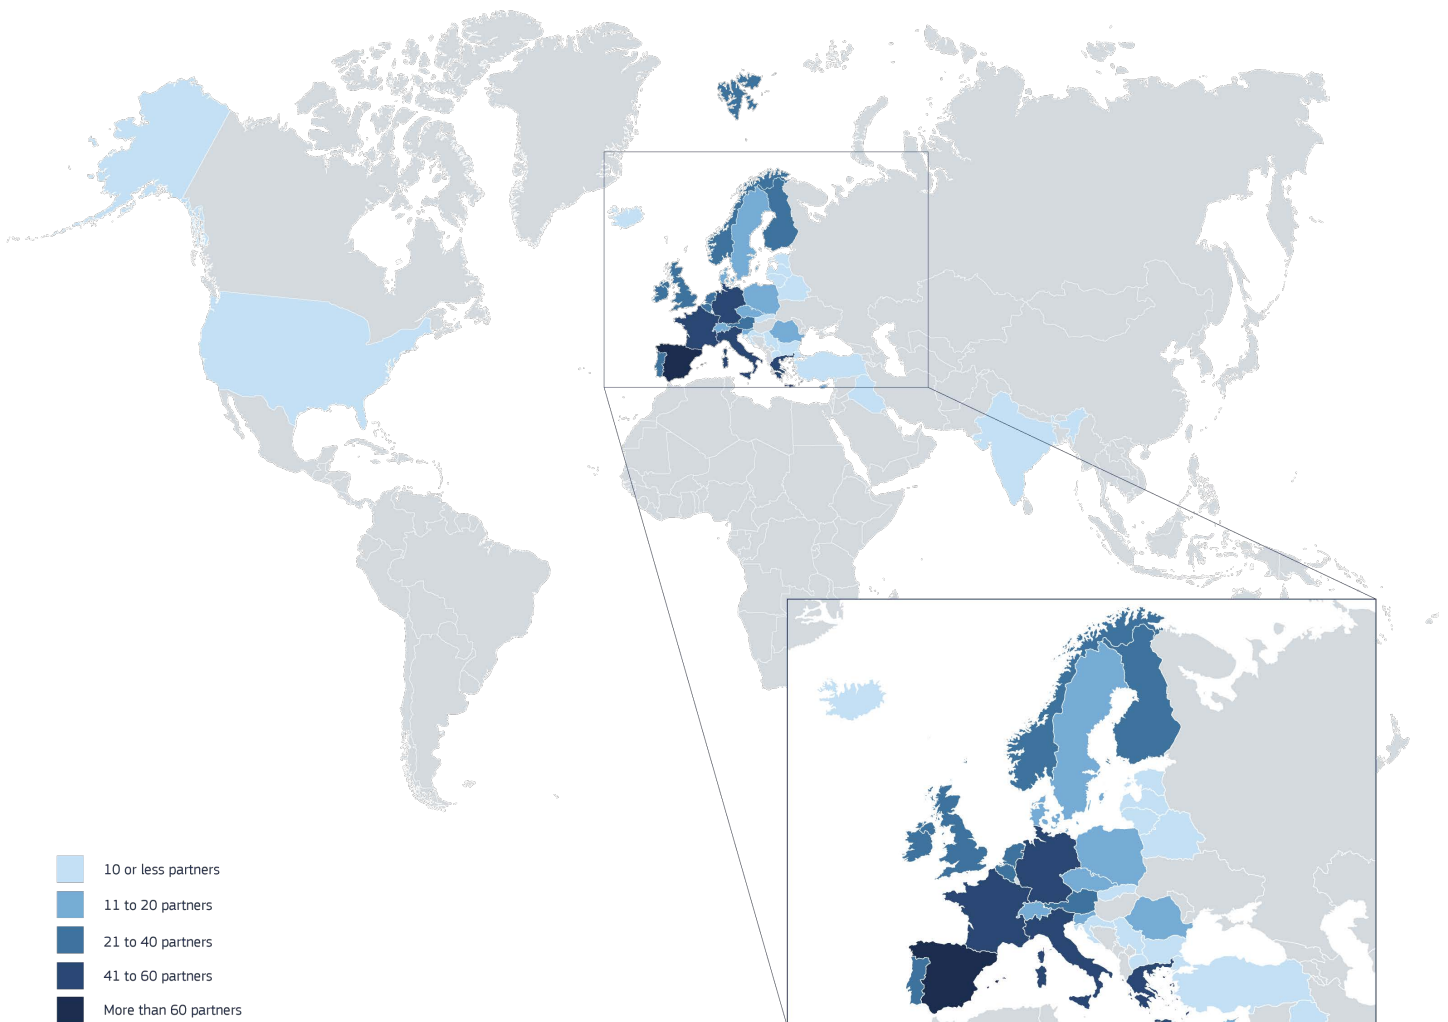 10 or less partners
11 to 20 partners
21 to 40 partners
41 to 60 partners
More than 60 partners